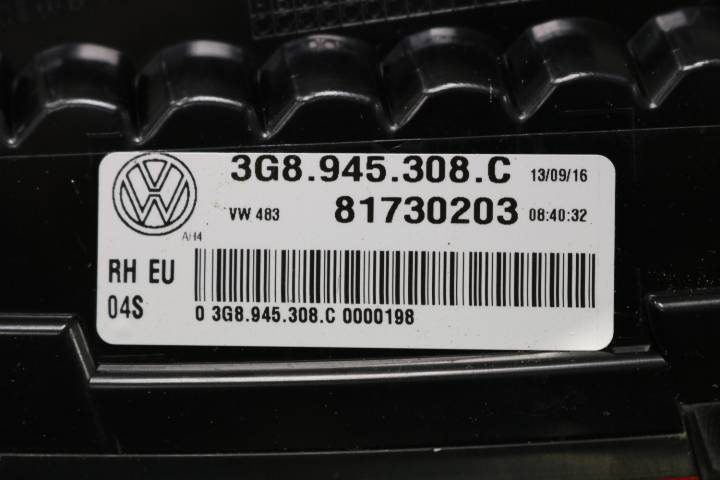 3G8.945.308.C 13/09/16
VW 483 81730203 08:40:32
AH4
RH EU
04S
0 3G8.945.308.C 0000198